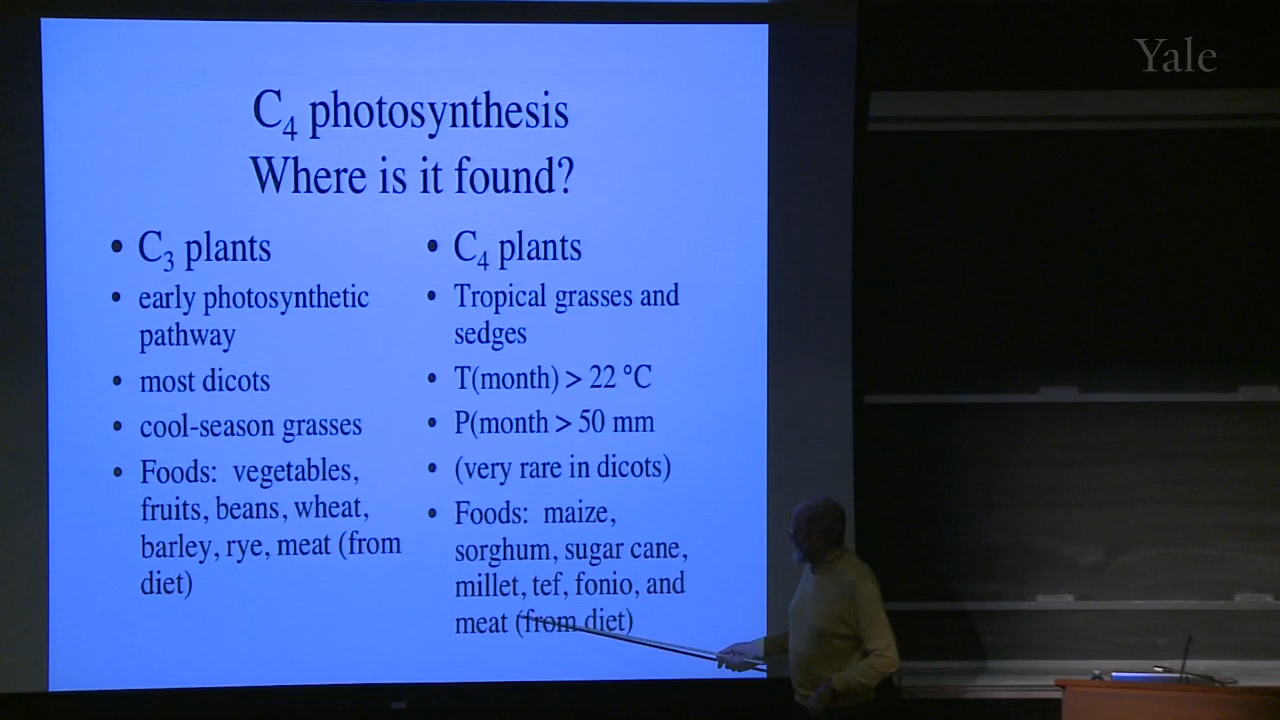 Yale
C₄ photosynthesis
Where is it found?
• C₃ plants
• early photosynthetic
pathway
• most dicots
• cool-season grasses
• Foods: vegetables,
fruits, beans, wheat,
barley, rye, meat (from
diet)
• C₄ plants
• Tropical grasses and
sedges
• T(month) > 22 °C
• P(month > 50 mm
• (very rare in dicots)
• Foods: maize,
sorghum, sugar cane,
millet, tef, fonio, and
meat (from diet)